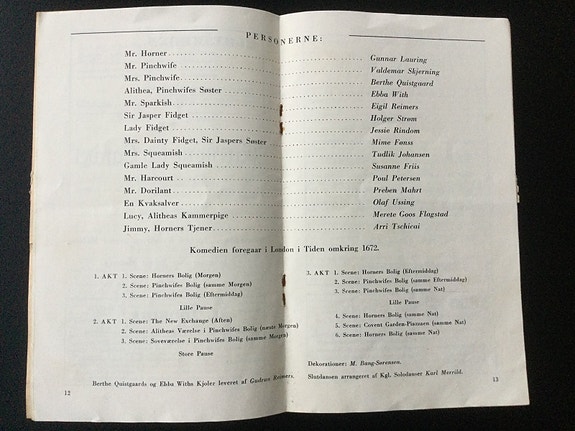 PERSONERNE:
Mr. Horner Gunnar Lauring
Mr. Pinchwife Valdemar Skjerning
Mrs. Pinchwife Berthe Quistgaard
Alithea, Pinchwifes Søster Ebba With
Mr. Sparkish Eigil Reimers
Sir Jasper Fidget Holger Strøm
Lady Fidget Jessie Rindom
Mrs. Dainty Fidget, Sir Jaspers Søster Mime Fønss
Mrs. Squeamish Tudlik Johansen
Gamle Lady Squeamish Susanne Friis
Mr. Harcourt Poul Petersen
Mr. Dorilant Preben Mahrt
En Kvaksalver Olaf Ussing
Lucy, Alitheas Kammerpige Merete Goos Flagstad
Jimmy, Horners Tjener Arri Tschicai
Komedien foregaar i London i Tiden omkring 1672.
1. AKT 1. Scene: Horners Bolig (Morgen)
2. Scene: Pinchwifes Bolig (samme Morgen)
3. Scene: Pinchwifes Bolig (Eftermiddag)
Lille Pause
2. AKT 1. Scene: The New Exchange (Aften)
2. Scene: Alitheas Værelse i Pinchwifes Bolig (næste Morgen)
3. Scene: Soveværelse i Pinchwifes Bolig (samme Morgen)
Store Pause
Berthe Quistgaards og Ebba Withs Kjoler leveret af Gudrun Reimers.
12
3. AKT 1. Scene: Horners Bolig (Eftermiddag)
2. Scene: Pinchwifes Bolig (samme Eftermiddag)
3. Scene: Pinchwifes Bolig (samme Nat)
Lille Pause
4. Scene: Horners Bolig (samme Nat)
5. Scene: Covent Garden-Piazzaen (samme Nat)
6. Scene: Horners Bolig (samme Nat)
Dekorationer: M. Bang-Sørensen.
Slutdansen arrangeret af Kgl. Solodanser Karl Merrild.
13